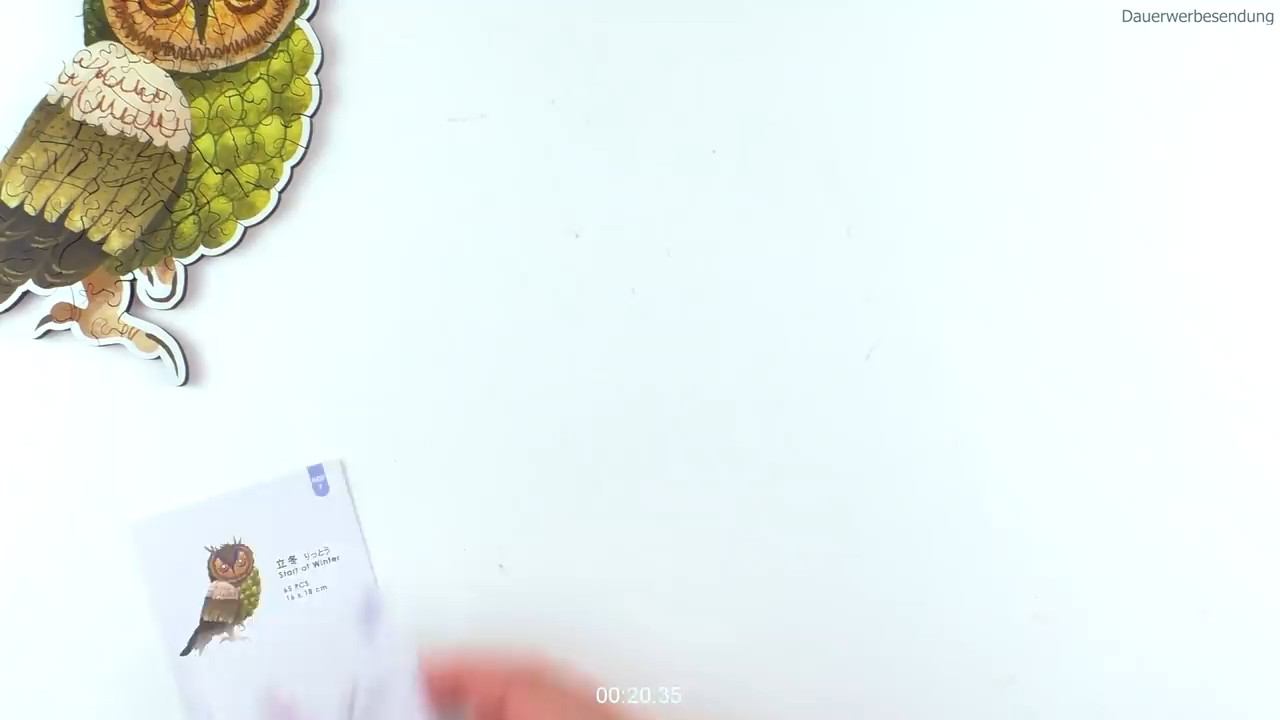 Dauerwerbesendung
立冬 りっとう
Start of Winter
65 PCS
16 x 18 cm
00:20.35